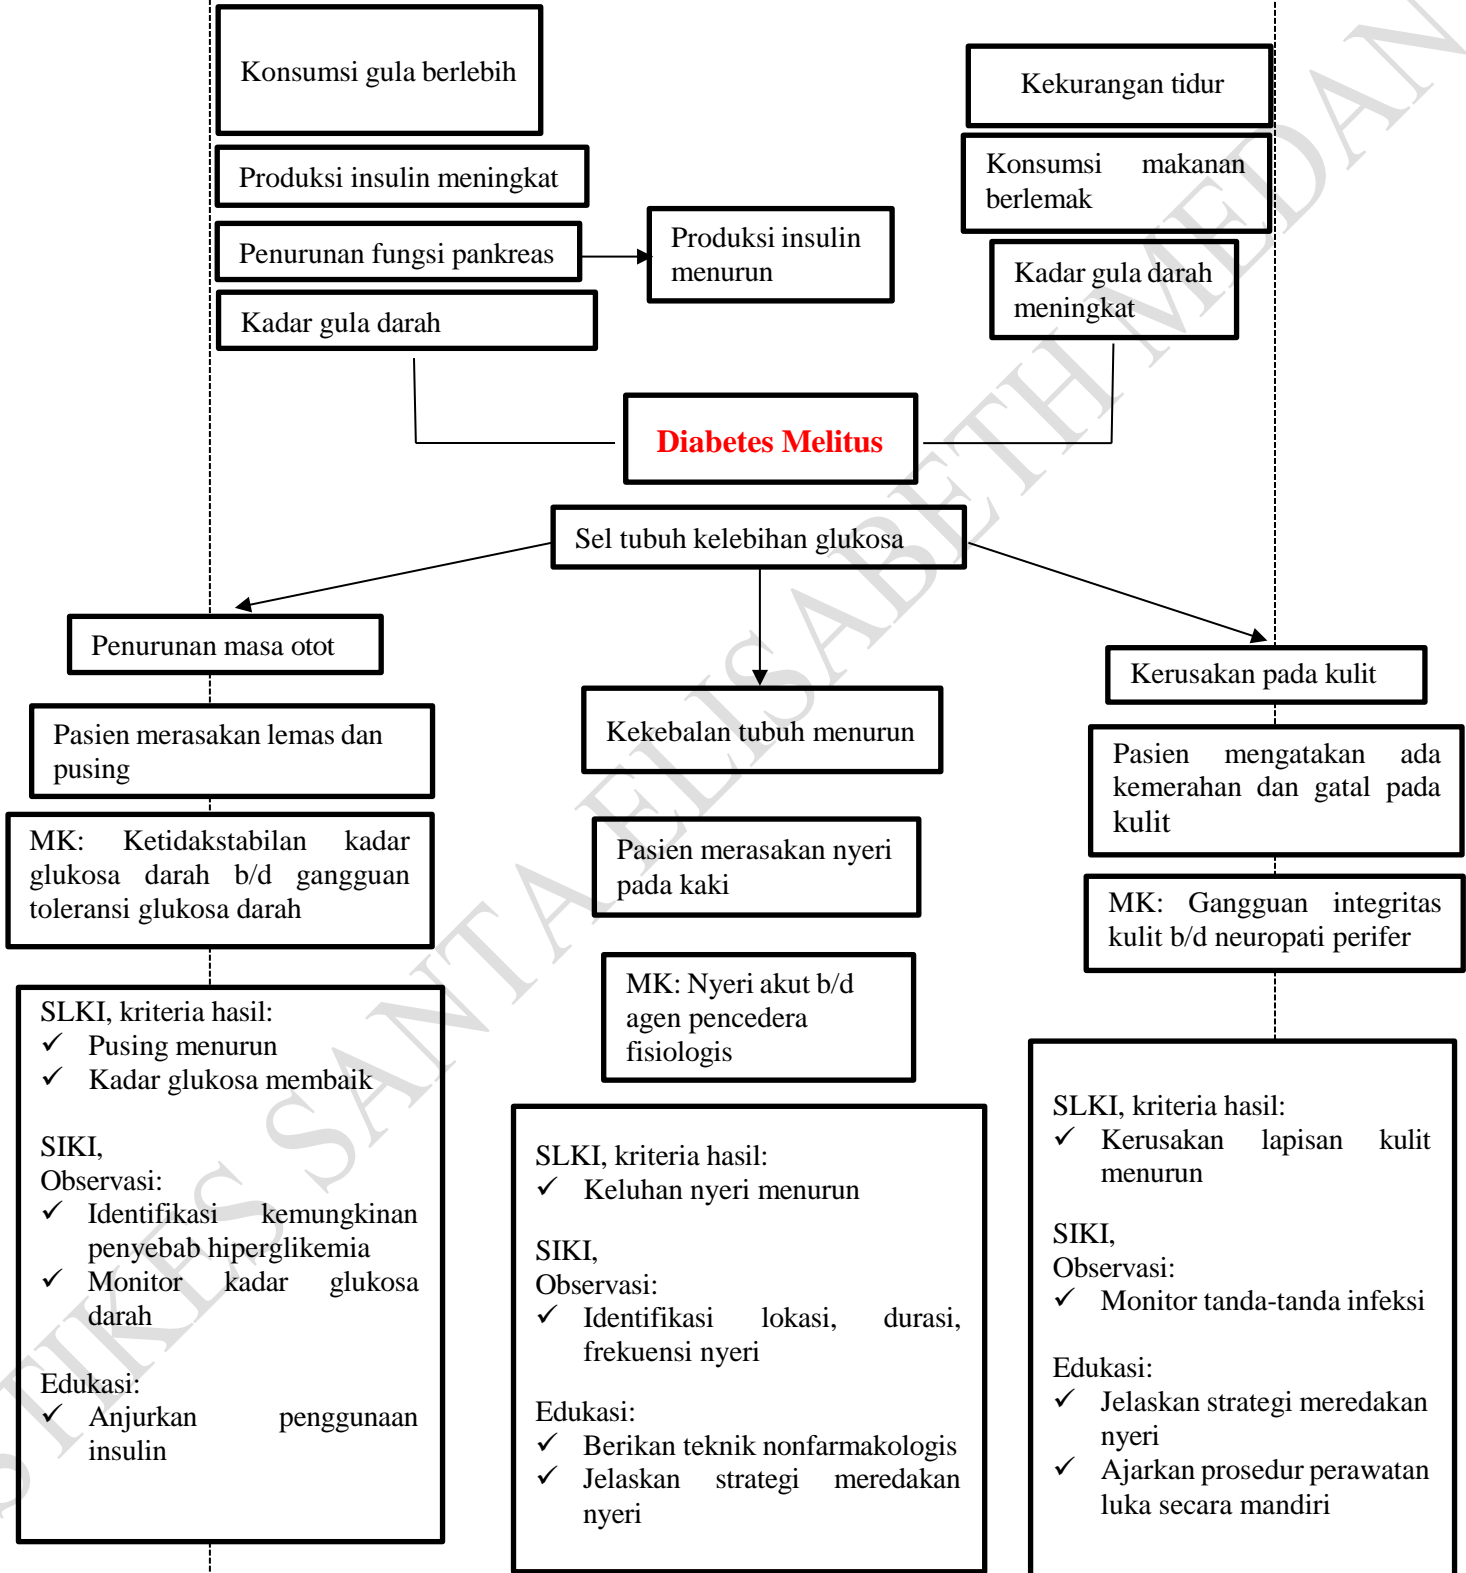 Konsumsi gula berlebih
Produksi insulin meningkat
Penurunan fungsi pankreas
Produksi insulin
menurun
Kadar gula darah
Kekurangan tidur
Konsumsi makanan
berlemak
Kadar gula darah
meningkat
Diabetes Melitus
Sel tubuh kelebihan glukosa
Penurunan masa otot
Pasien merasakan lemas dan
pusing
MK: Ketidakstabilan kadar
glukosa darah b/d gangguan
toleransi glukosa darah
SLKI, kriteria hasil:
✓ Pusing menurun
✓ Kadar glukosa membaik
SIKI,
Observasi:
✓ Identifikasi kemungkinan
penyebab hiperglikemia
✓ Monitor kadar glukosa
darah
Edukasi:
✓ Anjurkan penggunaan
insulin
Kekebalan tubuh menurun
Pasien merasakan nyeri
pada kaki
MK: Nyeri akut b/d
agen pencedera
fisiologis
SLKI, kriteria hasil:
✓ Keluhan nyeri menurun
SIKI,
Observasi:
✓ Identifikasi lokasi, durasi,
frekuensi nyeri
Edukasi:
✓ Berikan teknik nonfarmakologis
✓ Jelaskan strategi meredakan
nyeri
Kerusakan pada kulit
Pasien mengatakan ada
kemerahan dan gatal pada
kulit
MK: Gangguan integritas
kulit b/d neuropati perifer
SLKI, kriteria hasil:
✓ Kerusakan lapisan kulit
menurun
SIKI,
Observasi:
✓ Monitor tanda-tanda infeksi
Edukasi:
✓ Jelaskan strategi meredakan
nyeri
✓ Ajarkan prosedur perawatan
luka secara mandiri
STIKES SANTA ELISABETH MEDAN